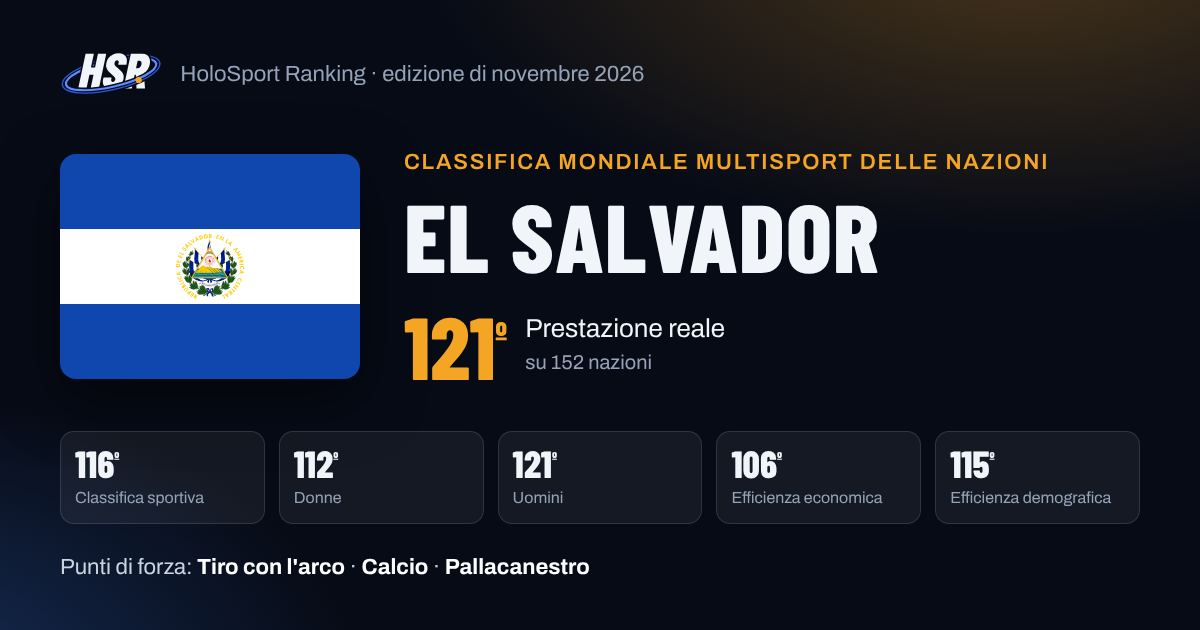 HSR
HoloSport Ranking · edizione di novembre 2026
CLASSIFICA MONDIALE MULTISPORT DELLE NAZIONI
EL SALVADOR
121º
Prestazione reale
su 152 nazioni
116º
Classifica sportiva
112º
Donne
121º
Uomini
106º
Efficienza economica
115º
Efficienza demografica
Punti di forza: Tiro con l'arco · Calcio · Pallacanestro